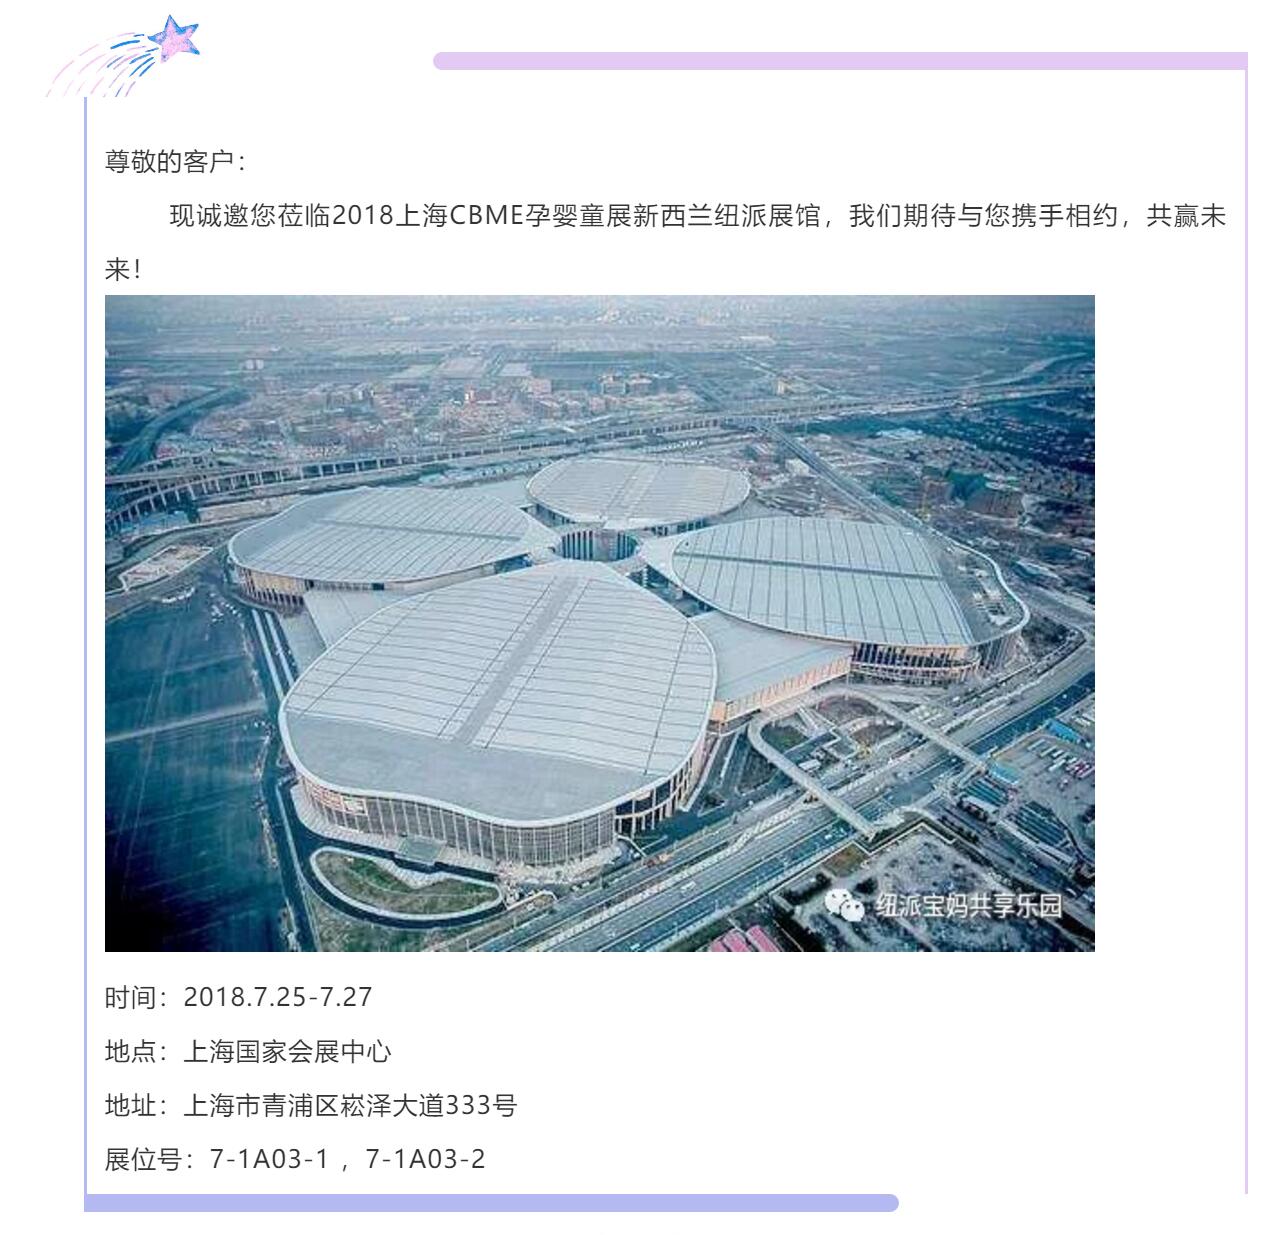 尊敬的客户：
现诚邀您莅临2018上海CBME孕婴童展新西兰纽派展馆，我们期待与您携手相约，共赢未
来！
纽派宝妈共享乐园
时间：2018.7.25-7.27
地点：上海国家会展中心
地址：上海市青浦区崧泽大道333号
展位号：7-1A03-1 ，7-1A03-2